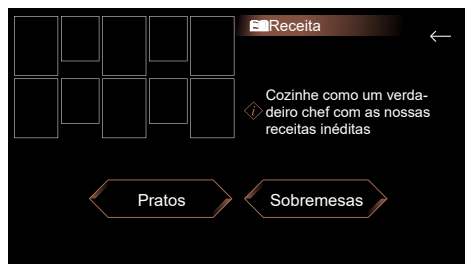 Receita
Cozinhe como um verda-
deiro chef com as nossas
receitas inéditas
Pratos
Sobremesas